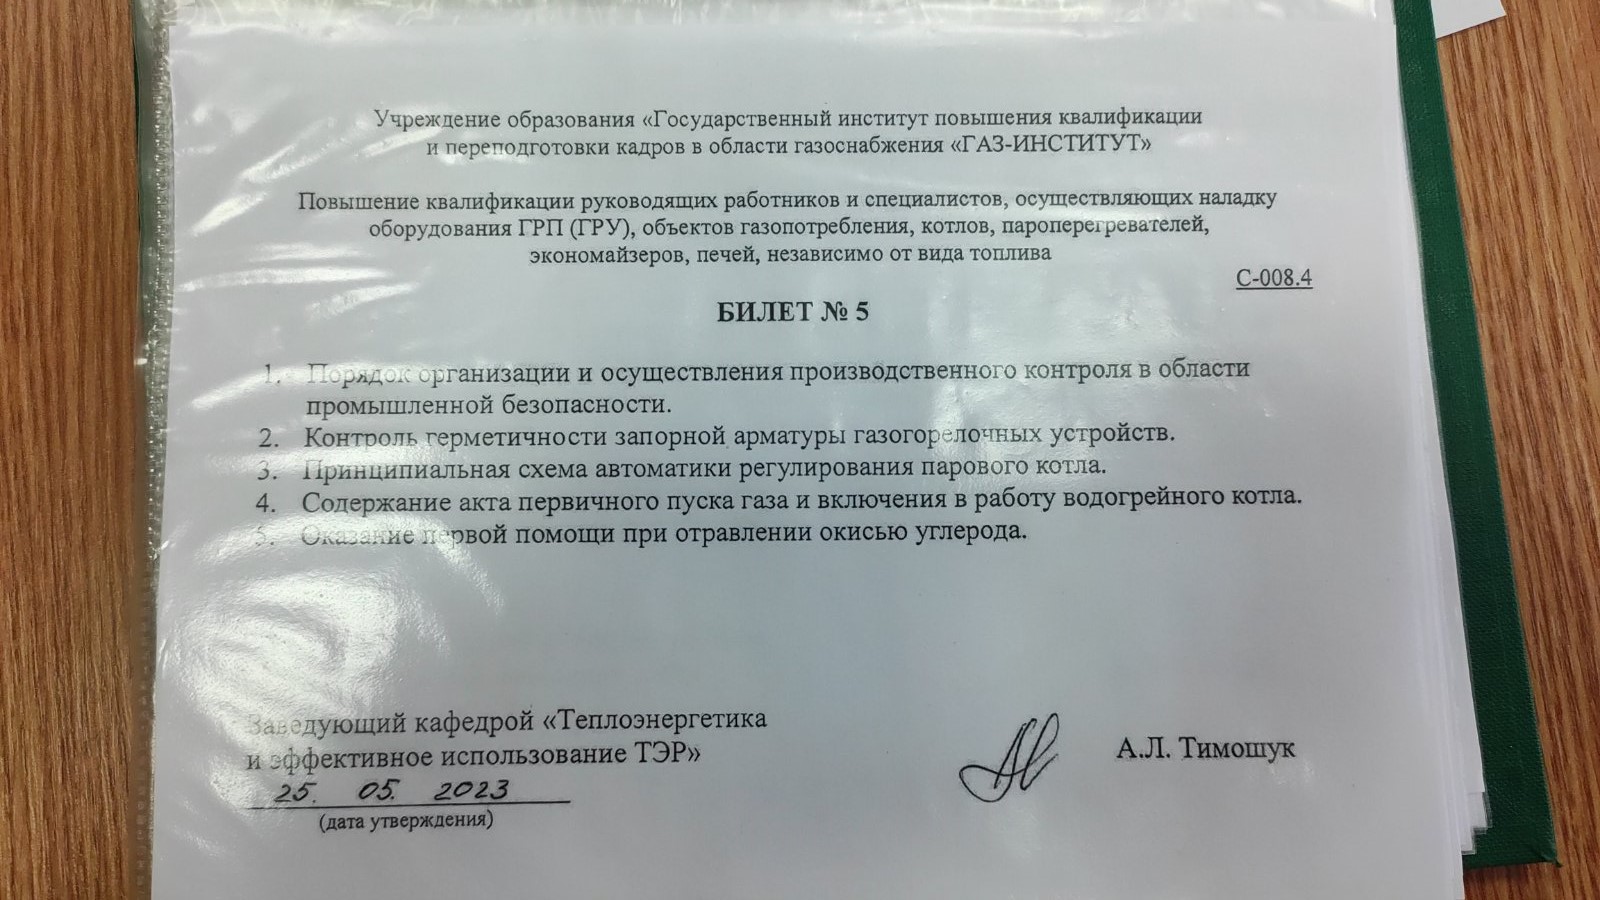 Учреждение образования «Государственный институт повышения квалификации
и переподготовки кадров в области газоснабжения «ГАЗ-ИНСТИТУТ»
Повышение квалификации руководящих работников и специалистов, осуществляющих наладку
оборудования ГРП (ГРУ), объектов газопотребления, котлов, пароперегревателей,
экономайзеров, печей, независимо от вида топлива
С-008.4
БИЛЕТ № 5
1. Порядок организации и осуществления производственного контроля в области
промышленной безопасности.
2. Контроль герметичности запорной арматуры газогорелочных устройств.
3. Принципиальная схема автоматики регулирования парового котла.
4. Содержание акта первичного пуска газа и включения в работу водогрейного котла.
5. Оказание первой помощи при отравлении окисью углерода.
Заведующий кафедрой «Теплоэнергетика
и эффективное использование ТЭР»
А.Л. Тимошук
25. 05. 2023
(дата утверждения)